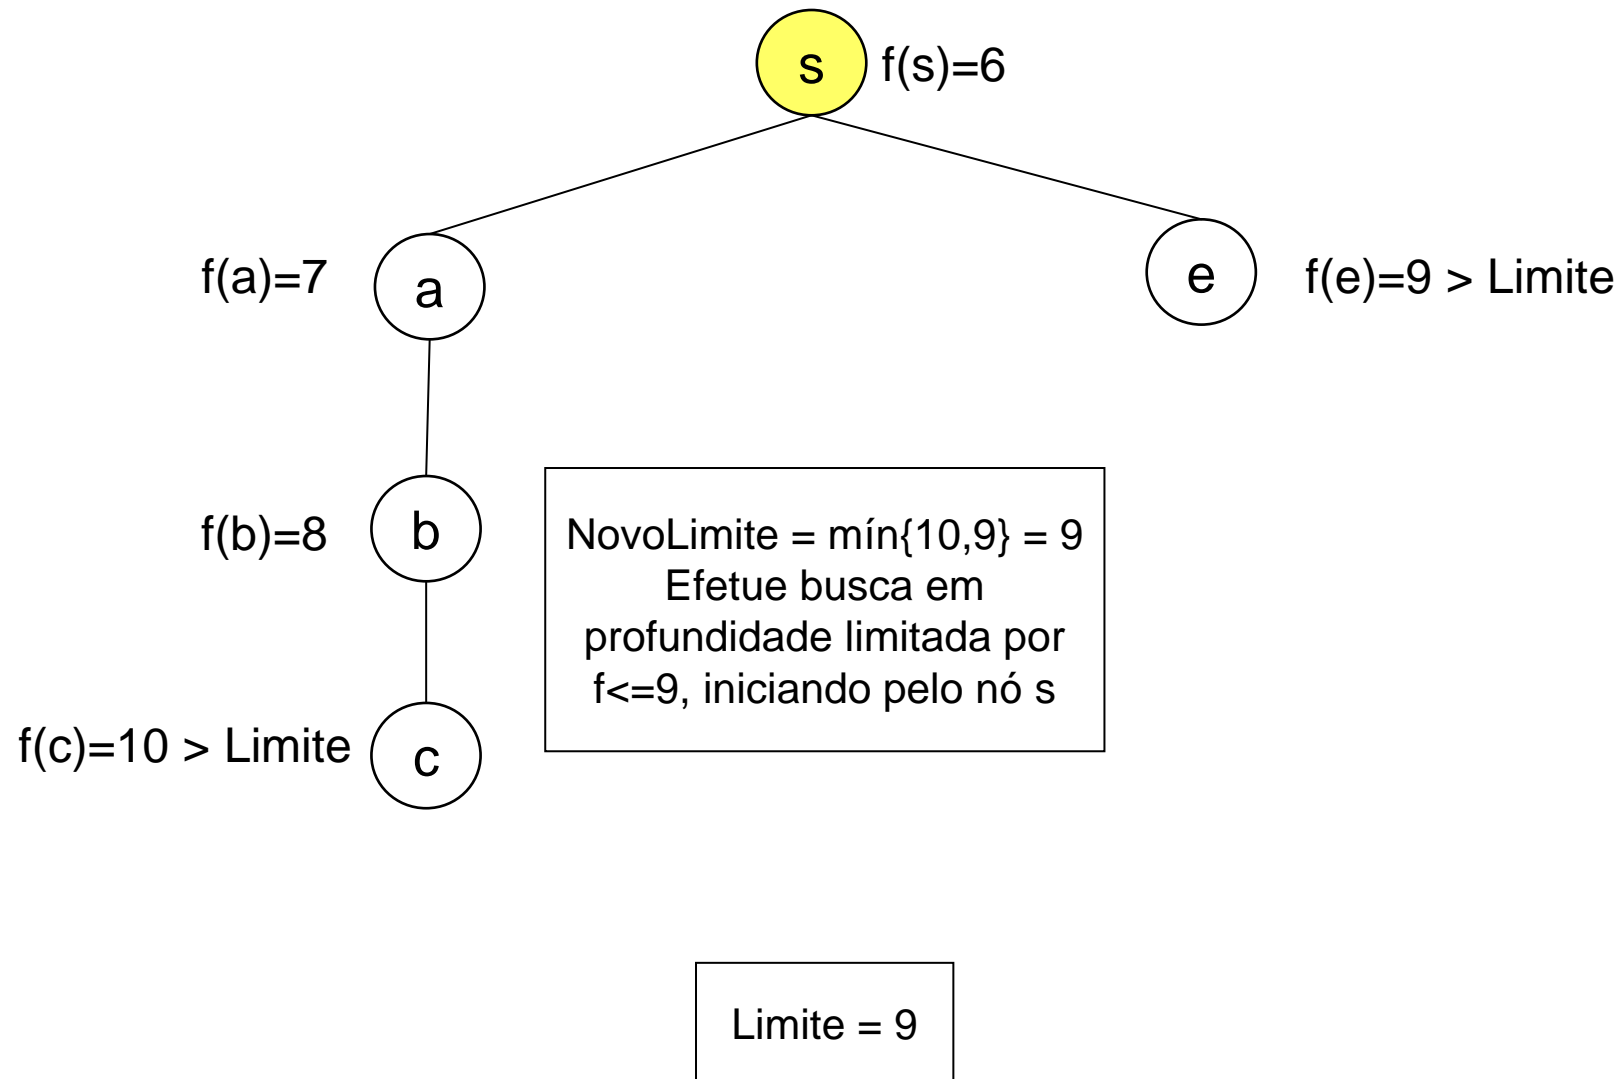 s f(s)=6
f(a)=7 a e f(e)=9 > Limite
f(b)=8 b
NovoLimite = mín{10,9} = 9
Efetue busca em
profundidade limitada por
f<=9, iniciando pelo nó s
f(c)=10 > Limite c
Limite = 9